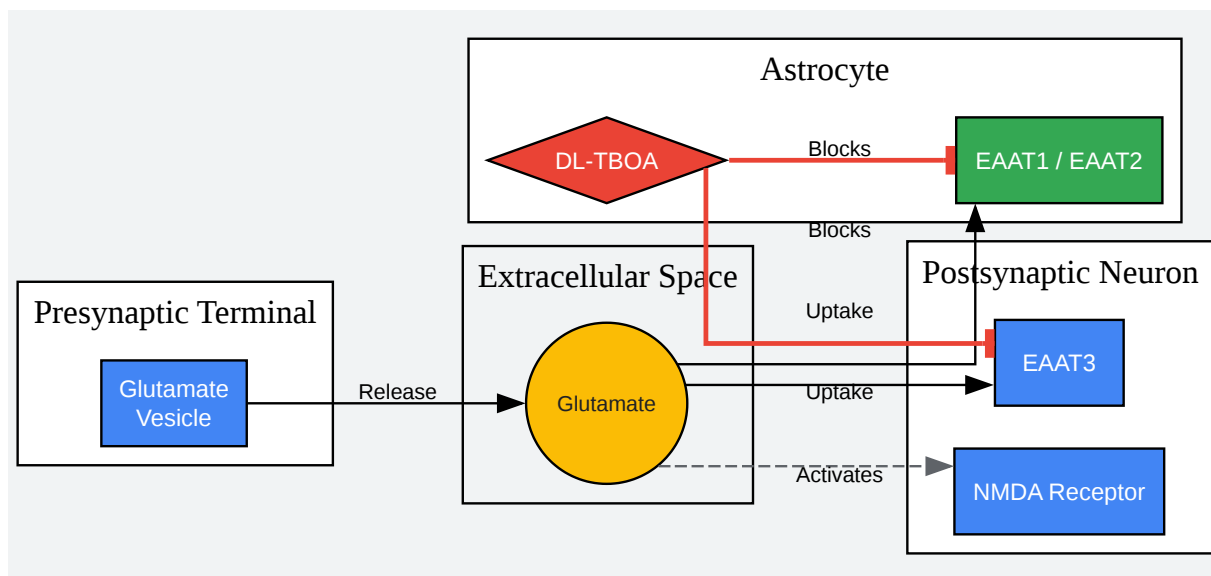 Astrocyte
DL-TBOA
Blocks
EAAT1 / EAAT2
Blocks
Extracellular Space
Postsynaptic Neuron
Presynaptic Terminal
Uptake
EAAT3
Glutamate
Vesicle
Release
Glutamate
Uptake
Activates
NMDA Receptor